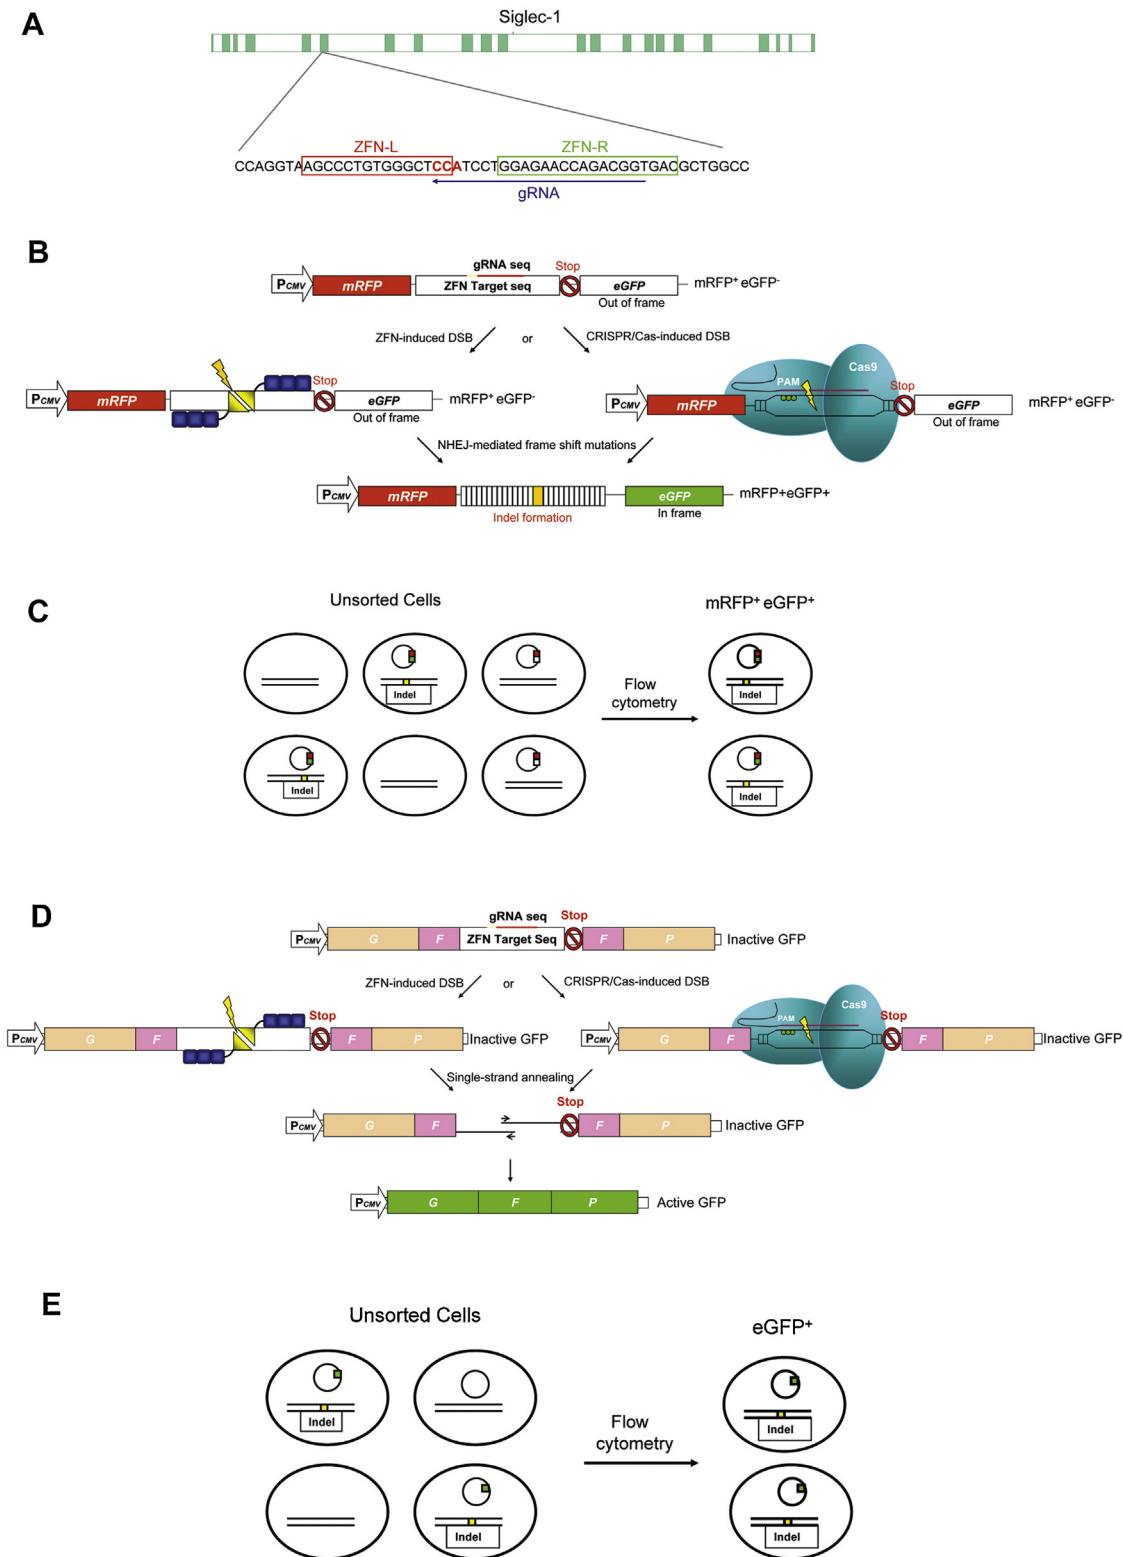 A
Siglec-1
ZFN-L ZFN-R
CCAGGTAAGCCCTGTGGGCTCCATCCTGGAGAACCAGACGGTGACGCTGGCC
gRNA
B
gRNA seq Stop
PCMV mRFP ZFN Target seq eGFP mRFP+ eGFP-
Out of frame
ZFN-induced DSB or CRISPR/Cas-induced DSB
Stop PAM Cas9 Stop
PCMV mRFP eGFP mRFP+ eGFP- PCMV mRFP eGFP mRFP+ eGFP-
Out of frame Out of frame
NHEJ-mediated frame shift mutations
PCMV mRFP eGFP mRFP+eGFP+
Indel formation In frame
C
Unsorted Cells mRFP+ eGFP+
Indel Flow Indel
cytometry
Indel Indel
D
gRNA seq Stop
PCMV G F ZFN Target Seq F P Inactive GFP
ZFN-induced DSB or CRISPR/Cas-induced DSB
Stop PAM Cas9 Stop
PCMV G F F P Inactive GFP PCMV G F F P Inactive GFP
Single-strand annealing
Stop
PCMV G F F P Inactive GFP
PCMV G F P Active GFP
E
Unsorted Cells eGFP+
Indel Flow Indel
cytometry
Indel Indel